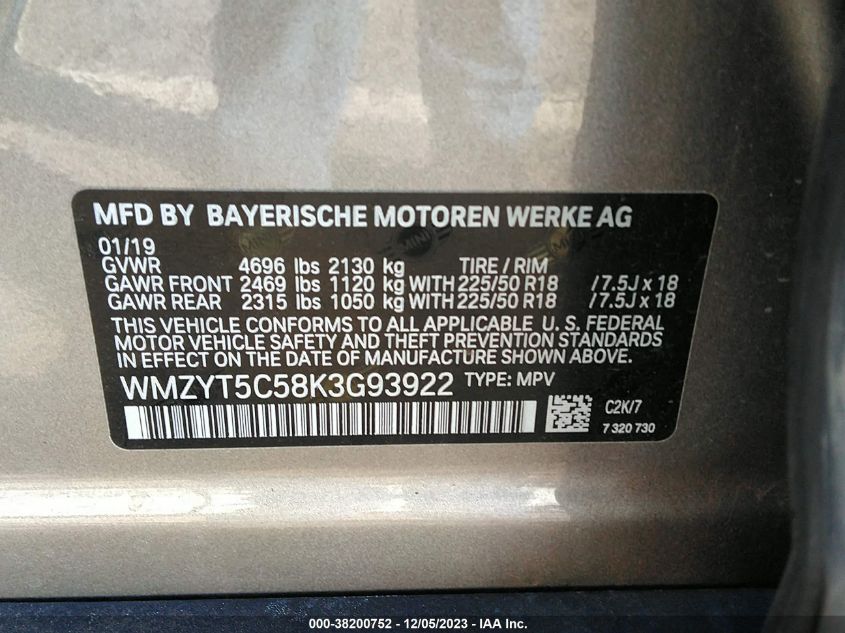 MFD BY BAYERISCHE MOTOREN WERKE AG
01/19
GVWR 4696 lbs 2130 kg TIRE / RIM
GAWR FRONT 2469 lbs 1120 kg WITH 225/50 R18 /7.5J x 18
GAWR REAR 2315 lbs 1050 kg WITH 225/50 R18 /7.5J x 18
THIS VEHICLE CONFORMS TO ALL APPLICABLE U. S. FEDERAL
MOTOR VEHICLE SAFETY AND THEFT PREVENTION STANDARDS
IN EFFECT ON THE DATE OF MANUFACTURE SHOWN ABOVE.
WMZYT5C58K3G93922 TYPE: MPV
C2K/7
7 320 730
000-38200752 - 12/05/2023 - IAA Inc.